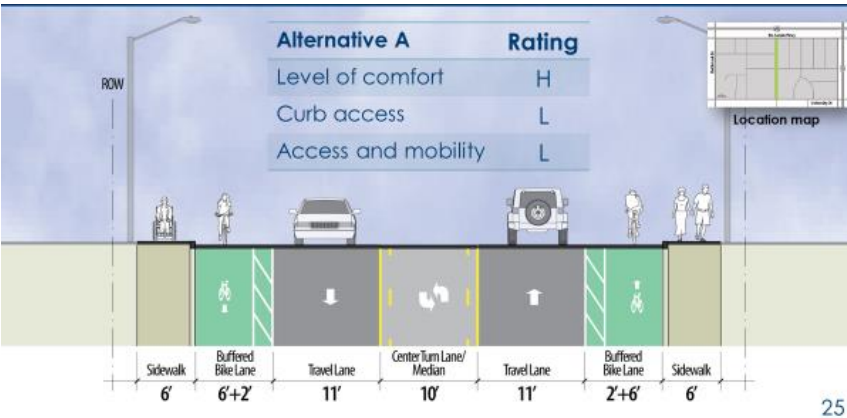 Alternative A Rating
Level of comfort H
Curb access L
Access and mobility L
ROW
Location map
Sidewalk
6'
Buffered
Bike Lane
6'+2'
Travel Lane
11'
Center Turn Lane/
Median
10'
Travel Lane
11'
Buffered
Bike Lane
2'+6'
Sidewalk
6'
25